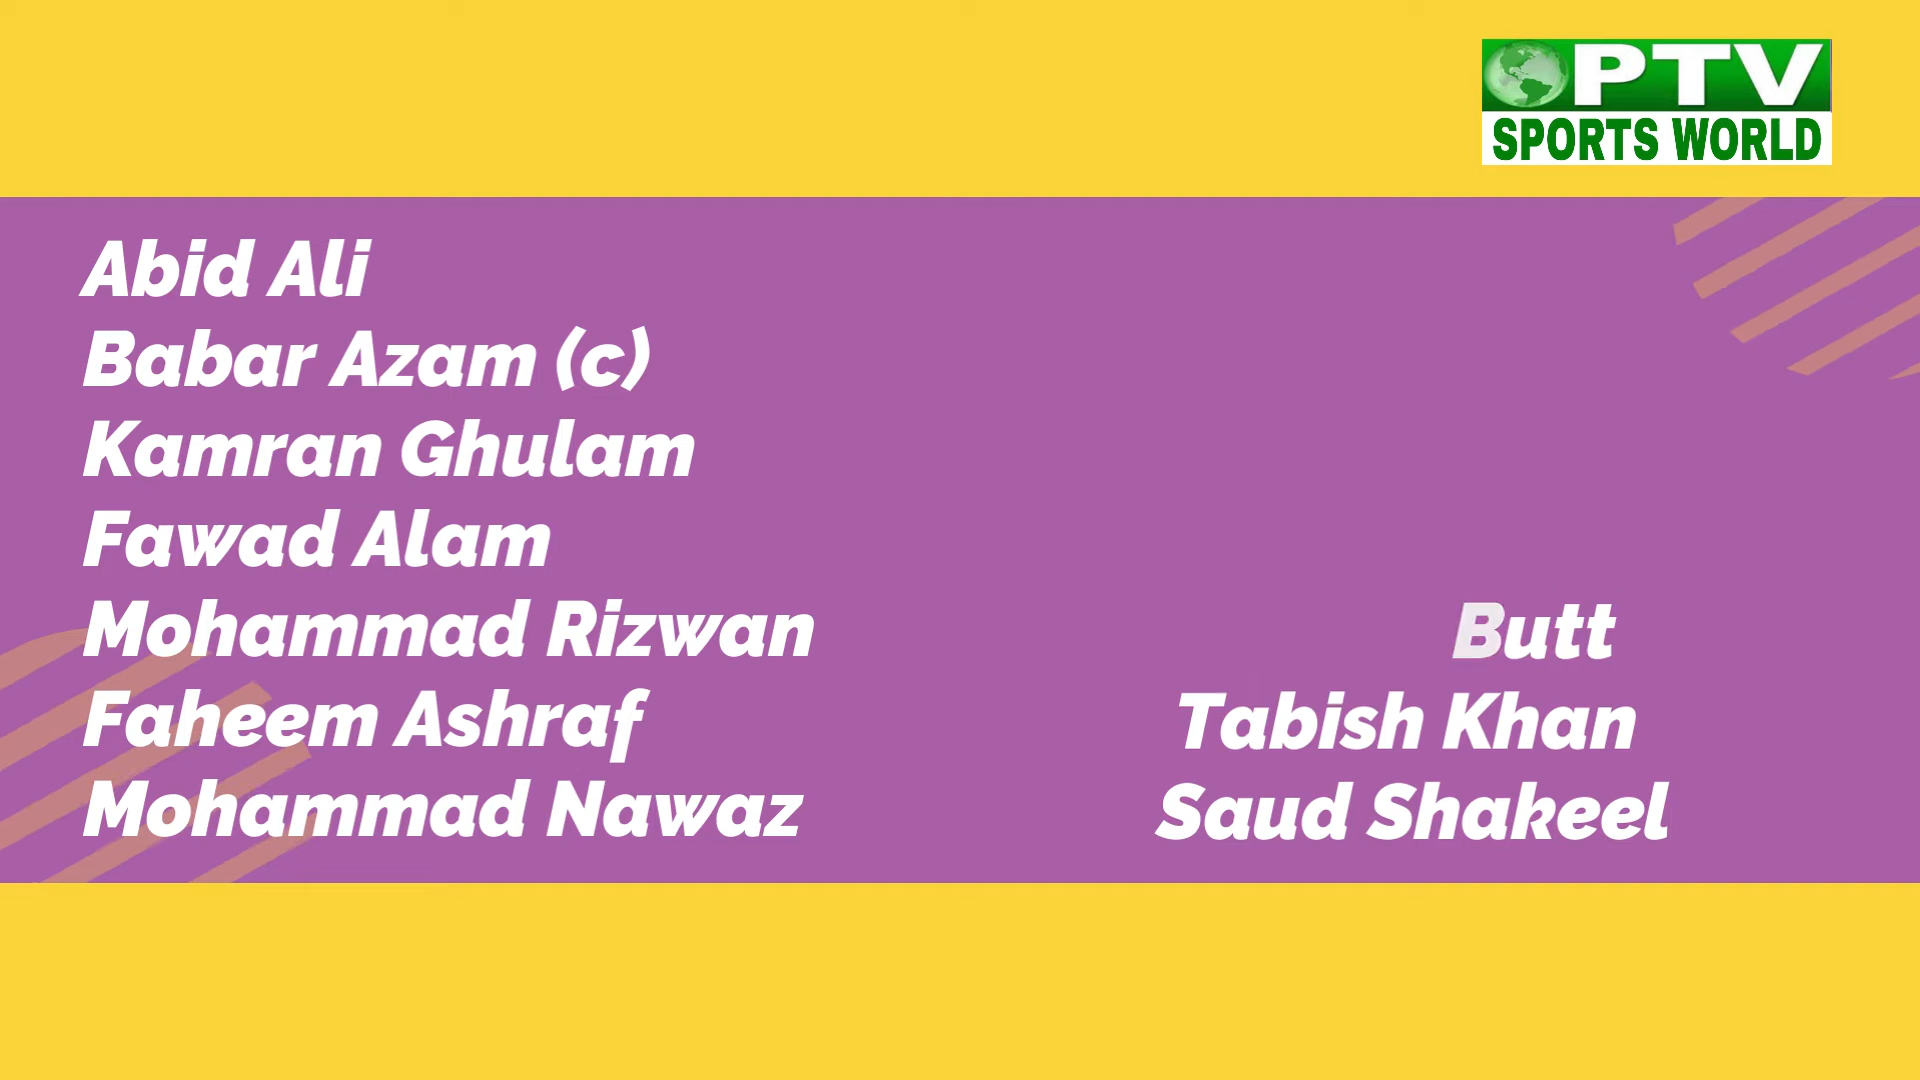 PTV
SPORTS WORLD
Abid Ali
Babar Azam (c)
Kamran Ghulam
Fawad Alam
Mohammad Rizwan
Faheem Ashraf
Mohammad Nawaz
Butt
Tabish Khan
Saud Shakeel